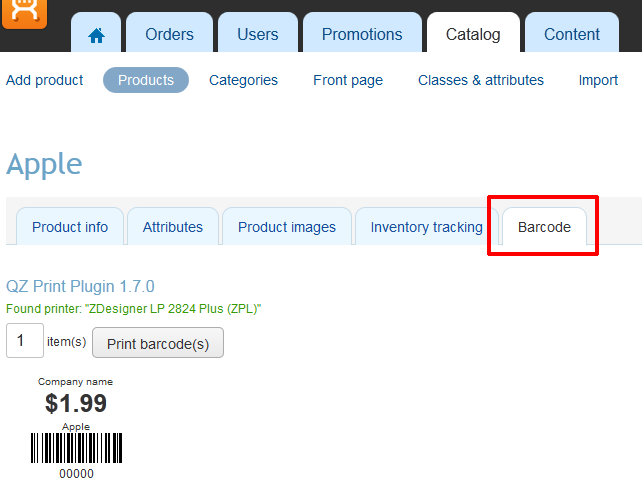 Orders Users Promotions Catalog Content
Add product Products Categories Front page Classes & attributes Import
Apple
Product info Attributes Product images Inventory tracking Barcode
QZ Print Plugin 1.7.0
Found printer: "ZDesigner LP 2824 Plus (ZPL)"
1 item(s) Print barcode(s)
Company name
$1.99
Apple
00000